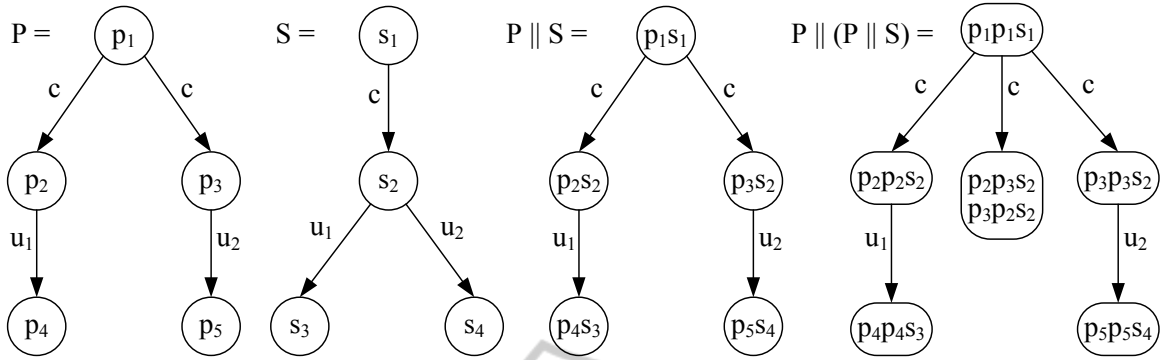 P = p₁ S = s₁ P || S = p₁s₁ P || (P || S) = p₁p₁s₁
c c c c c c c c
p₂ p₃ s₂ p₂s₂ p₃s₂ p₂p₂s₂ p₂p₃s₂ p₃p₃s₂
p₃p₂s₂
u₁ u₂ u₁ u₂ u₁ u₂ u₁ u₂
p₄ p₅ s₃ s₄ p₄s₃ p₅s₄ p₄p₄s₃ p₅p₅s₄